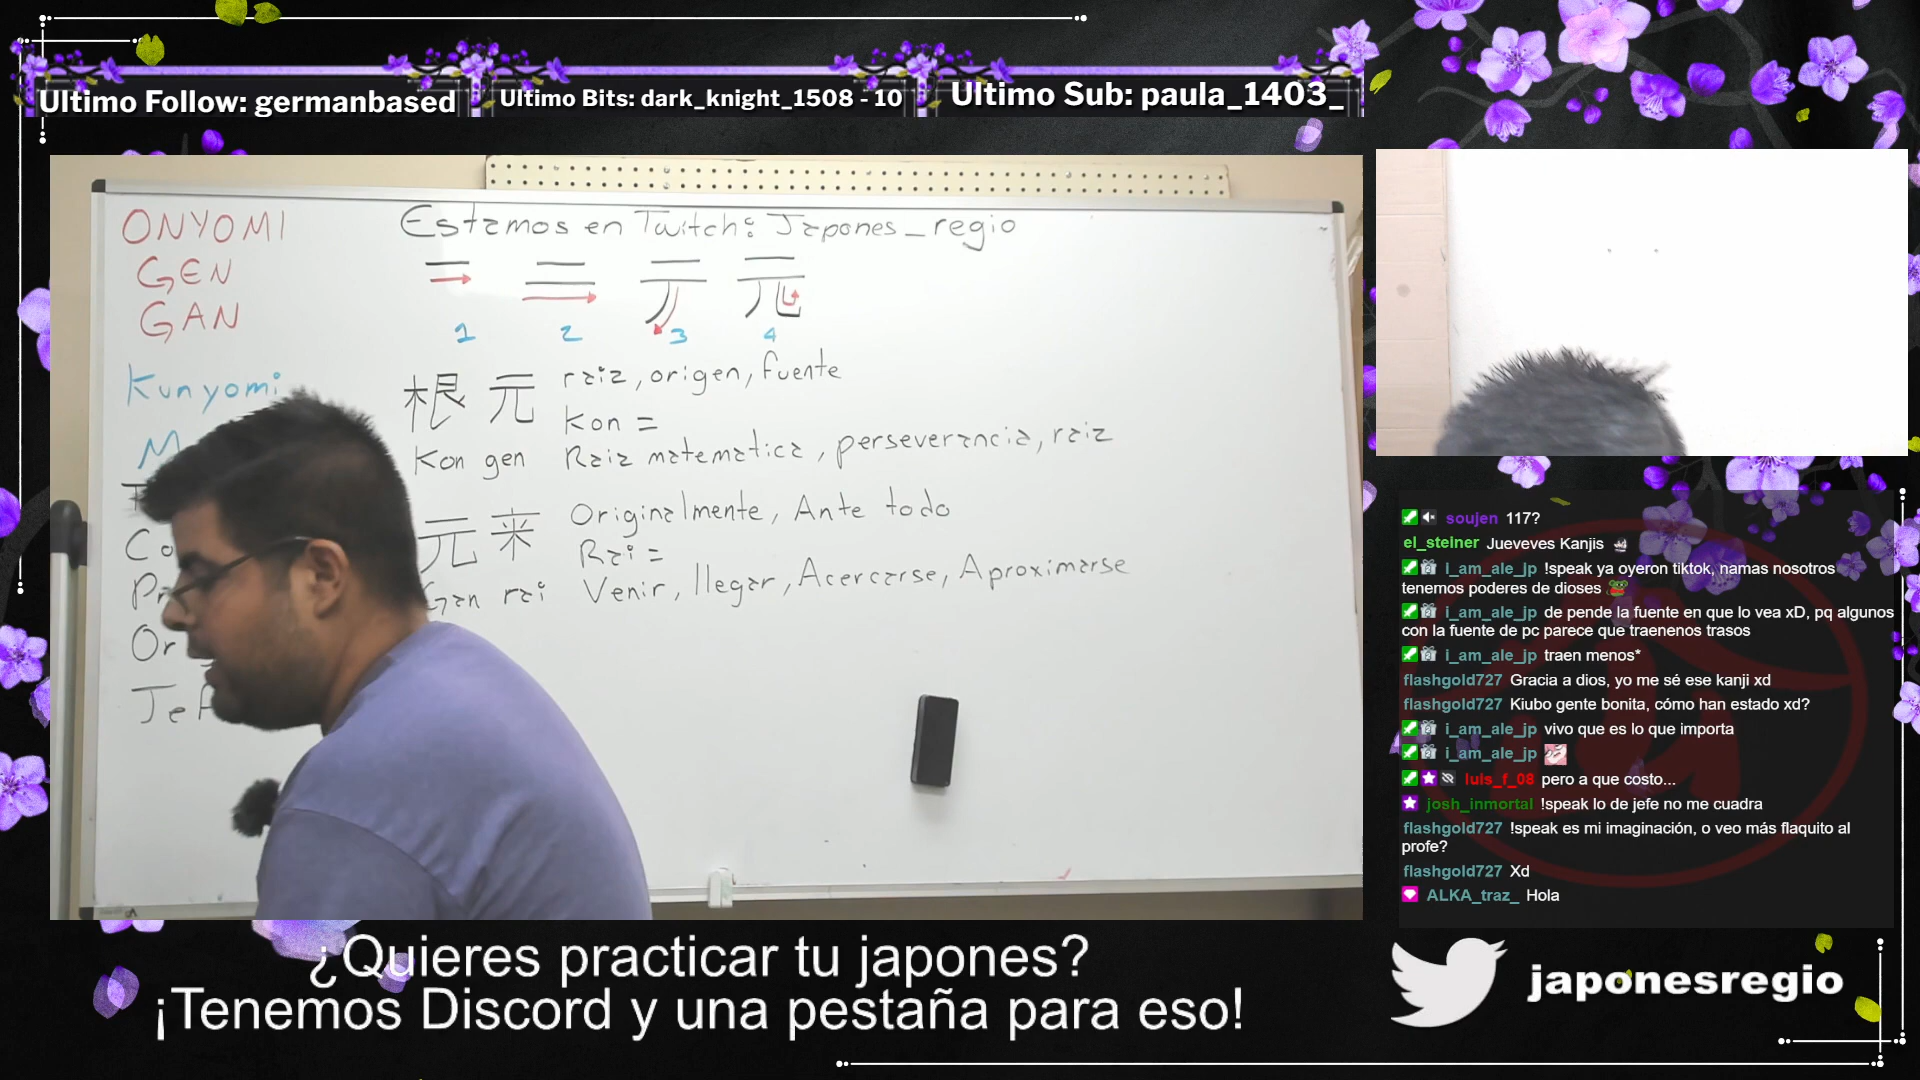 Ultimo Follow: germanbased
Ultimo Bits: dark_knight_1508 - 10
Ultimo Sub: paula_1403_
ONYOMI
GEN
GAN
Kunyomi
Estamos en Twitch: Japones_regio
一 二 丌 元
1 2 3 4
根元 raiz, origen, fuente
Kon =
Kon gen Raiz matematica, perseverancia, raiz
元来 Originalmente, Ante todo
Rai =
Gan rai Venir, llegar, Acercarse, Aproximarse
soujen 117?
el_steiner Jueveves Kanjis
i_am_ale_jp !speak ya oyeron tiktok, namas nosotros
tenemos poderes de dioses
i_am_ale_jp de pende la fuente en que lo vea xD, pq algunos
con la fuente de pc parece que traenenos trasos
i_am_ale_jp traen menos*
flashgold727 Gracia a dios, yo me sé ese kanji xd
flashgold727 Kiubo gente bonita, cómo han estado xd?
i_am_ale_jp vivo que es lo que importa
i_am_ale_jp
luis_f_08 pero a que costo...
josh_inmortal !speak lo de jefe no me cuadra
flashgold727 !speak es mi imaginación, o veo más flaquito al
profe?
flashgold727 Xd
ALKA_traz_ Hola
¿Quieres practicar tu japones?
¡Tenemos Discord y una pestaña para eso!
japonesregio